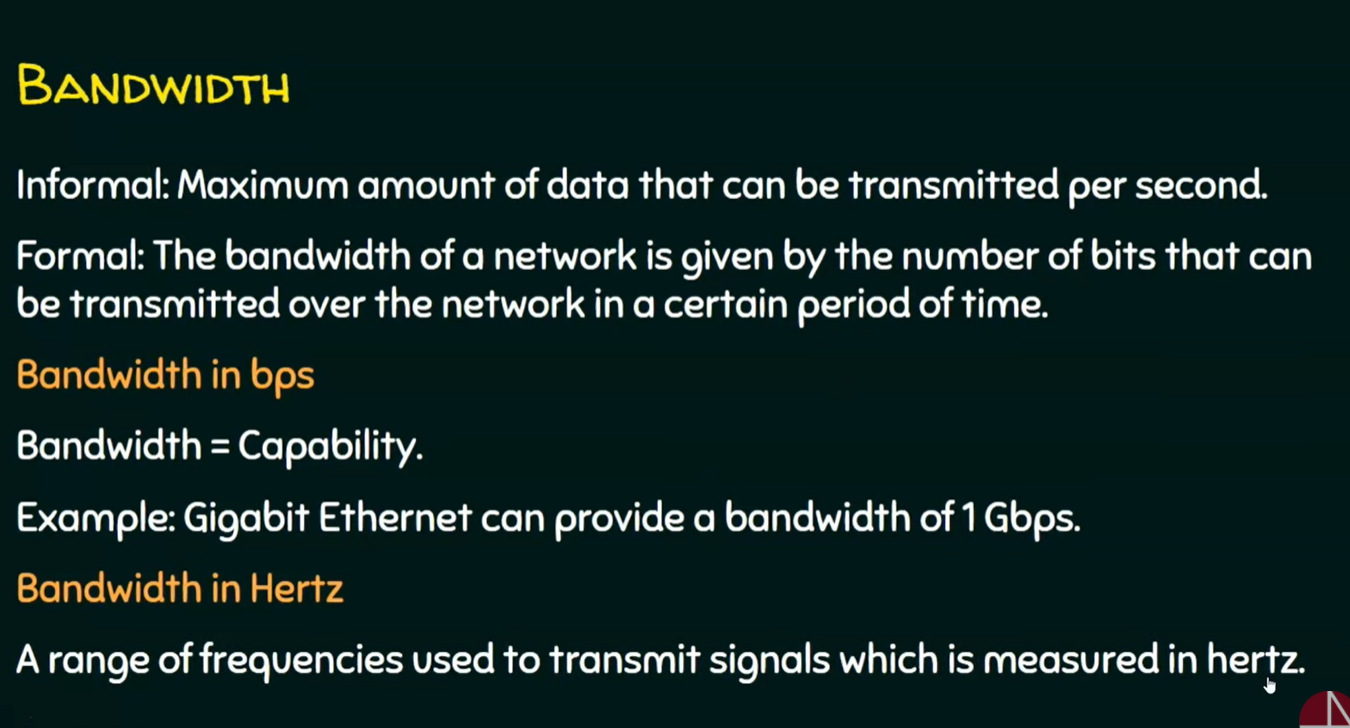 BANDWIDTH
Informal: Maximum amount of data that can be transmitted per second.
Formal: The bandwidth of a network is given by the number of bits that can
be transmitted over the network in a certain period of time.
Bandwidth in bps
Bandwidth = Capability.
Example: Gigabit Ethernet can provide a bandwidth of 1 Gbps.
Bandwidth in Hertz
A range of frequencies used to transmit signals which is measured in hertz.